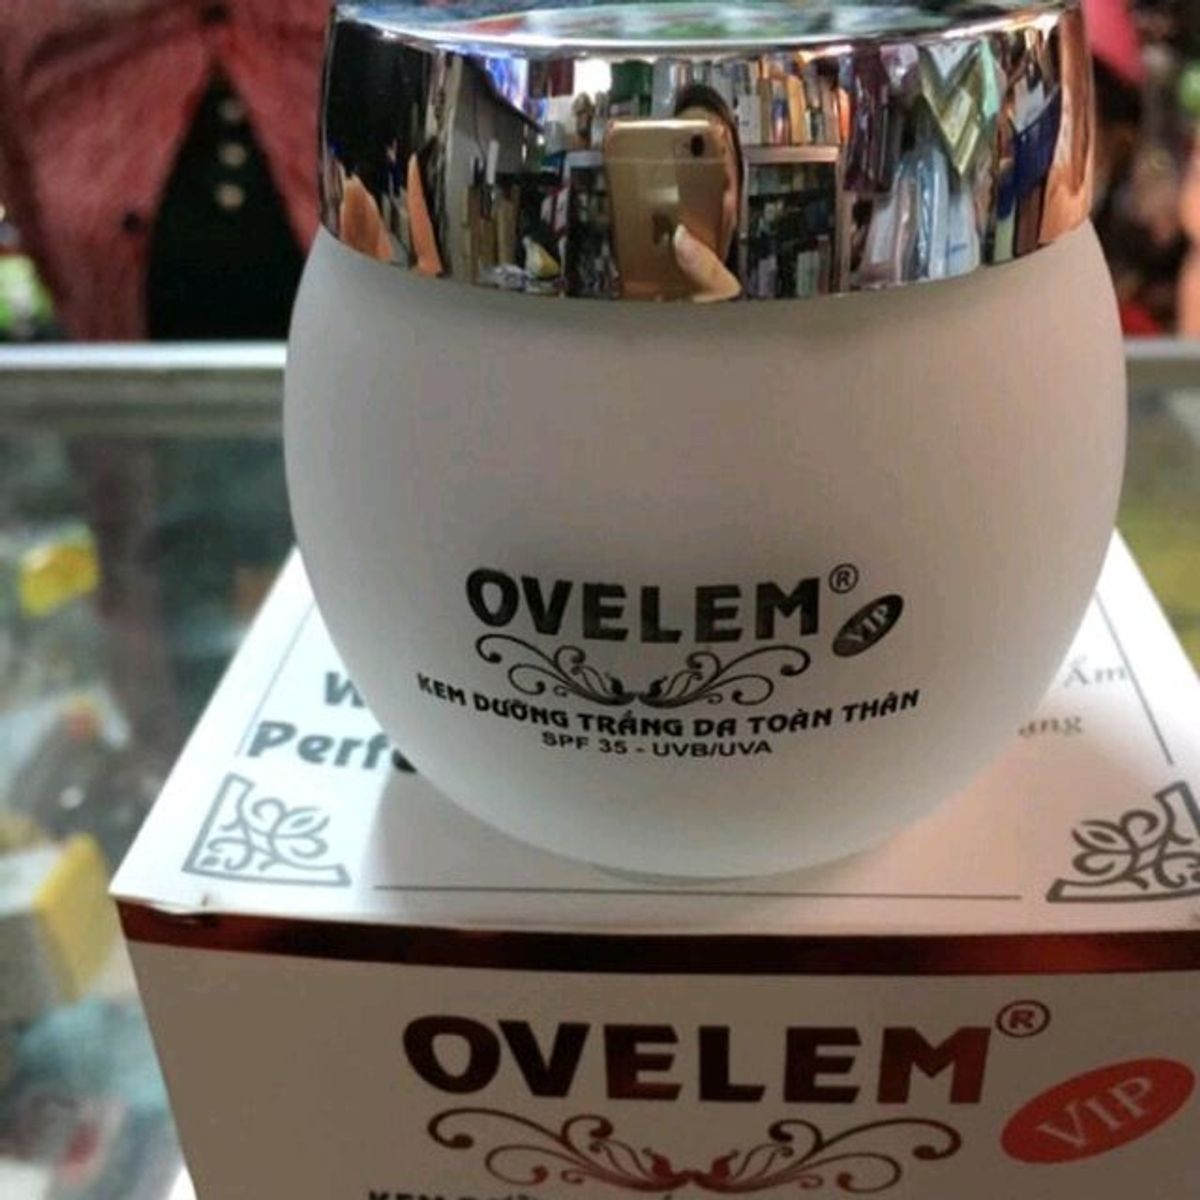 OVELEM®
VIP
KEM DƯỠNG TRẮNG DA TOÀN THÂN
SPF 35 - UVB/UVA
OVELEM®
VIP